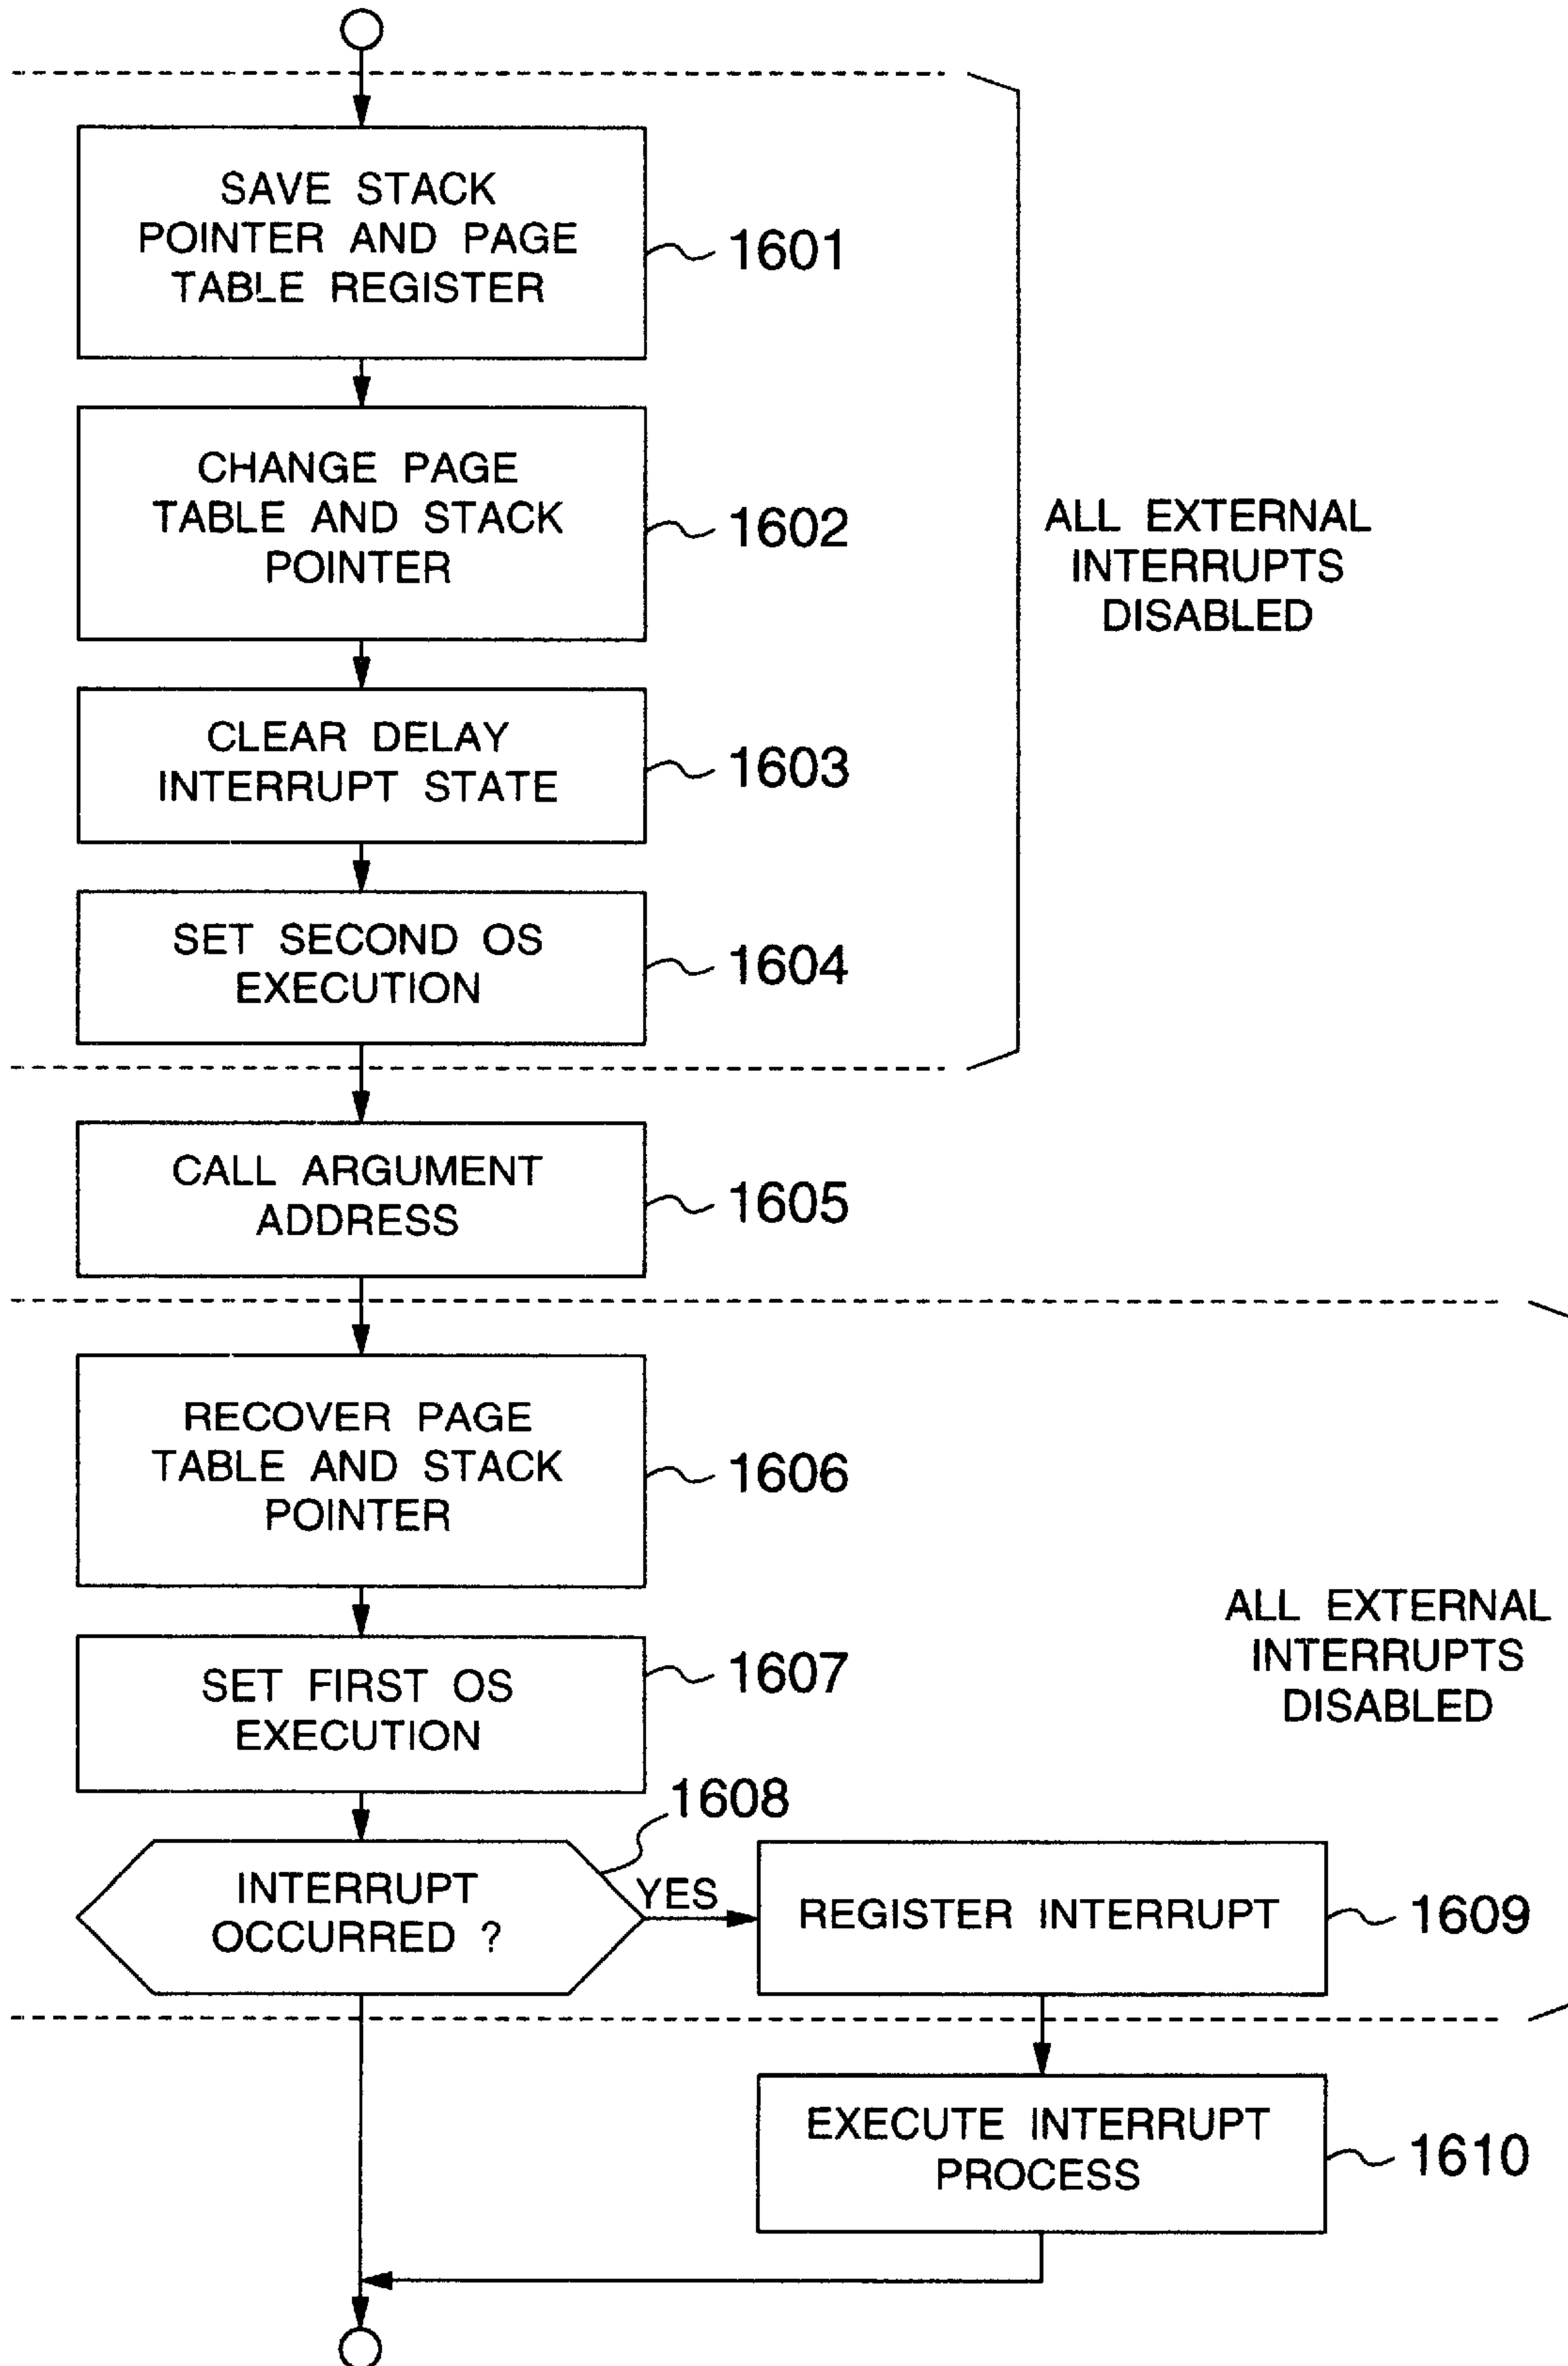 SAVE STACK
POINTER AND PAGE
TABLE REGISTER
1601
CHANGE PAGE
TABLE AND STACK
POINTER
1602
ALL EXTERNAL
INTERRUPTS
DISABLED
CLEAR DELAY
INTERRUPT STATE
1603
SET SECOND OS
EXECUTION
1604
CALL ARGUMENT
ADDRESS
1605
RECOVER PAGE
TABLE AND STACK
POINTER
1606
ALL EXTERNAL
INTERRUPTS
DISABLED
SET FIRST OS
EXECUTION
1607
1608
INTERRUPT
OCCURRED ?
YES
REGISTER INTERRUPT
1609
EXECUTE INTERRUPT
PROCESS
1610